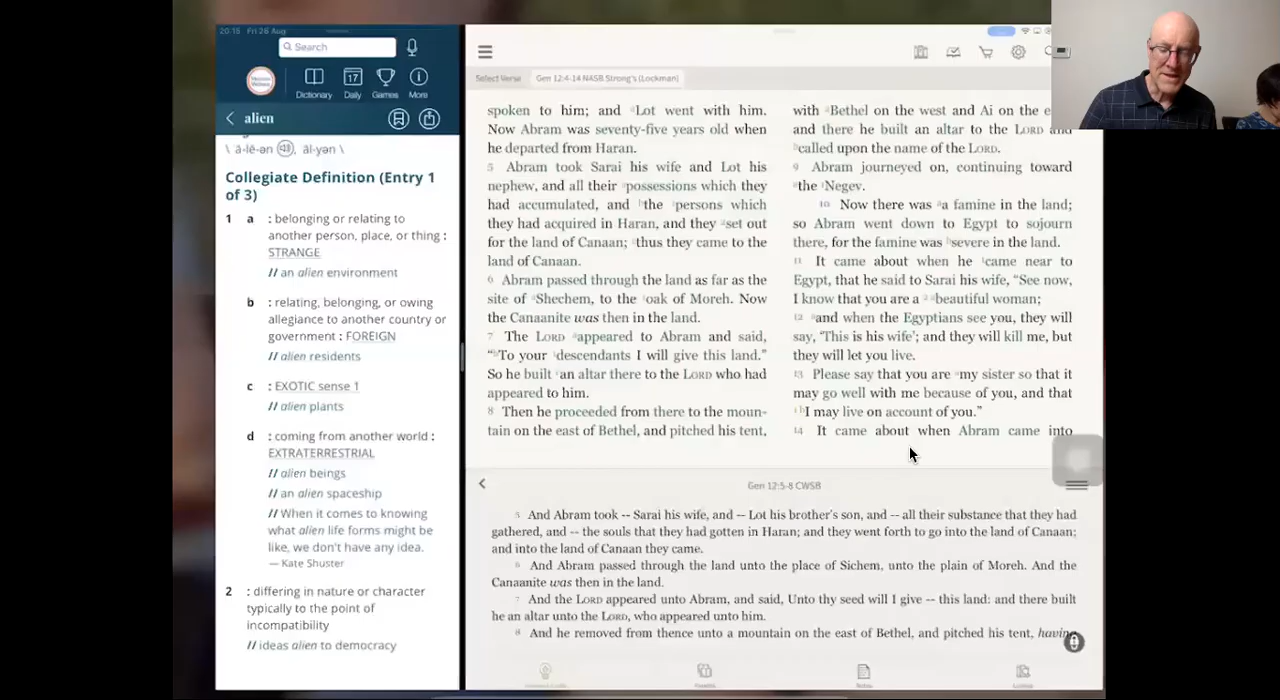 20:15 Fri 28 Aug
Search
Dictionary
Daily
Games
More
17
alien
\ ā-lē-ən , āl-yən \
Collegiate Definition (Entry 1
of 3)
1 a : belonging or relating to
another person, place, or thing :
STRANGE
// an alien environment
b : relating, belonging, or owing
allegiance to another country or
government : FOREIGN
// alien residents
c : EXOTIC sense 1
// alien plants
d : coming from another world :
EXTRATERRESTRIAL
// alien beings
// an alien spaceship
// When it comes to knowing
what alien life forms might be
like, we don't have any idea.
— Kate Shuster
2 : differing in nature or character
typically to the point of
incompatibility
// ideas alien to democracy
Select Verse Gen 12:4-14 NASB Strong's (Lockman)
spoken to him; and Lot went with him.
Now Abram was seventy-five years old when
he departed from Haran.
5 Abram took Sarai his wife and Lot his
nephew, and all their possessions which they
had accumulated, and the persons which
they had acquired in Haran, and they set out
for the land of Canaan; thus they came to the
land of Canaan.
6 Abram passed through the land as far as the
site of Shechem, to the oak of Moreh. Now
the Canaanite was then in the land.
7 The LORD appeared to Abram and said,
“To your descendants I will give this land.”
So he built an altar there to the LORD who had
appeared to him.
8 Then he proceeded from there to the moun-
tain on the east of Bethel, and pitched his tent,
with Bethel on the west and Ai on the e
and there he built an altar to the LORD and
called upon the name of the LORD.
9 Abram journeyed on, continuing toward
the Negev.
10 Now there was a famine in the land;
so Abram went down to Egypt to sojourn
there, for the famine was severe in the land.
11 It came about when he came near to
Egypt, that he said to Sarai his wife, “See now,
I know that you are a beautiful woman;
12 and when the Egyptians see you, they will
say, ‘This is his wife’; and they will kill me, but
they will let you live.
13 Please say that you are my sister so that it
may go well with me because of you, and that
I may live on account of you.”
14 It came about when Abram came into
Gen 12:5-8 CWSB
5 And Abram took -- Sarai his wife, and -- Lot his brother's son, and -- all their substance that they had
gathered, and -- the souls that they had gotten in Haran; and they went forth to go into the land of Canaan;
and into the land of Canaan they came.
6 And Abram passed through the land unto the place of Sichem, unto the plain of Moreh. And the
Canaanite was then in the land.
7 And the LORD appeared unto Abram, and said, Unto thy seed will I give -- this land: and there built
he an altar unto the LORD, who appeared unto him.
8 And he removed from thence unto a mountain on the east of Bethel, and pitched his tent, having